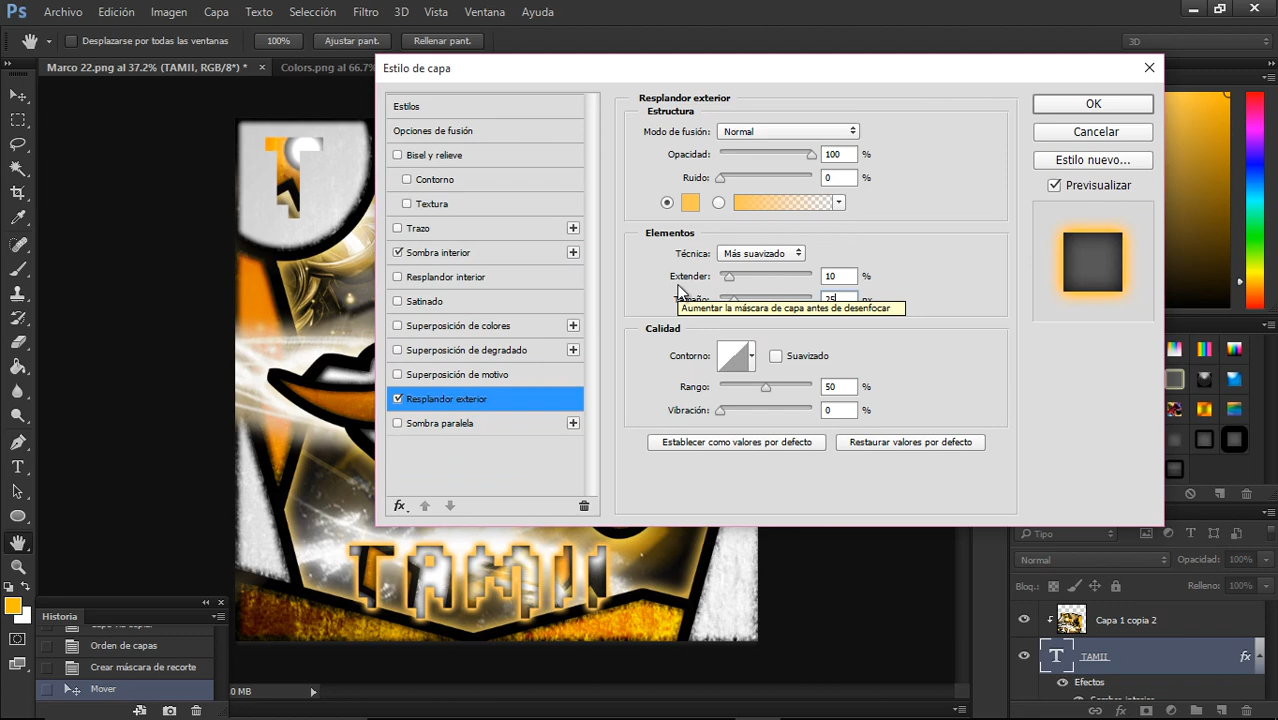 Ps Archivo Edición Imagen Capa Texto Selección Filtro 3D Vista Ventana Ayuda
Desplazarse por todas las ventanas 100% Ajustar pant. Rellenar pant. 3D
Marco 22.png al 37.2% (TAMII, RGB/8*) * × Colors.png al 66.7%
Estilo de capa
Estilos
Opciones de fusión
Bisel y relieve
Contorno
Textura
Trazo
Sombra interior
Resplandor interior
Satinado
Superposición de colores
Superposición de degradado
Superposición de motivo
Resplandor exterior
Sombra paralela
fx
Resplandor exterior
Estructura
Modo de fusión: Normal
Opacidad: 100 %
Ruido: 0 %
Elementos
Técnica: Más suavizado
Extender: 10 %
Tamaño: 25 px
Aumentar la máscara de capa antes de desenfocar
Calidad
Contorno: Suavizado
Rango: 50 %
Vibración: 0 %
Establecer como valores por defecto Restaurar valores por defecto
OK
Cancelar
Estilo nuevo...
Previsualizar
T
TAMII
Historia
Orden de capas
Crear máscara de recorte
Mover
0 MB
Tipo
Normal Opacidad: 100%
Bloq.: Relleno: 100%
Capa 1 copia 2
T TAMII fx
Efectos
Sombra interior